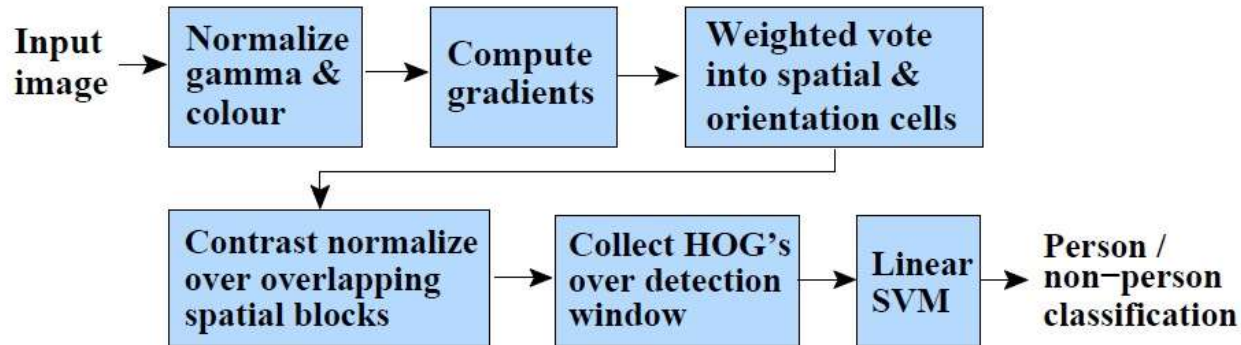 Input
image
Normalize
gamma &
colour
Compute
gradients
Weighted vote
into spatial &
orientation cells
Contrast normalize
over overlapping
spatial blocks
Collect HOG's
over detection
window
Linear
SVM
Person /
non−person
classification